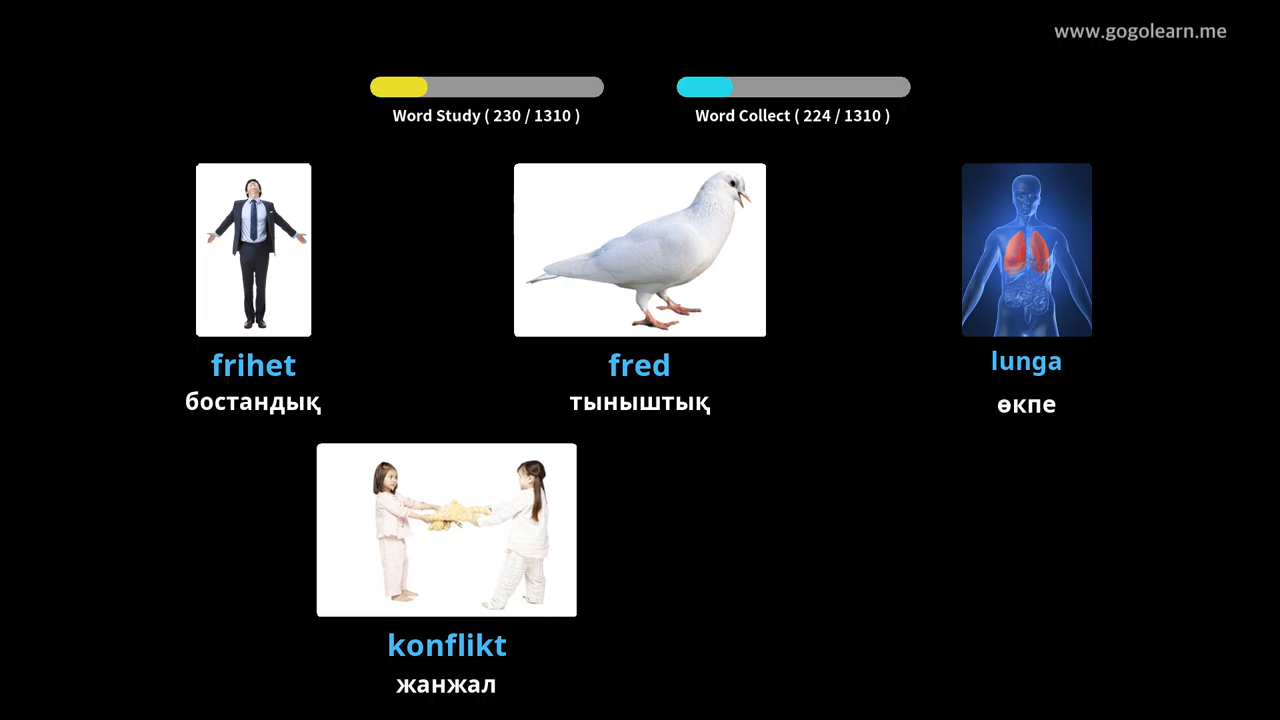 www.gogolearn.me
Word Study ( 230 / 1310 )
Word Collect ( 224 / 1310 )
frihet
бостандық
fred
тыныштық
lunga
өкпе
konflikt
жанжал